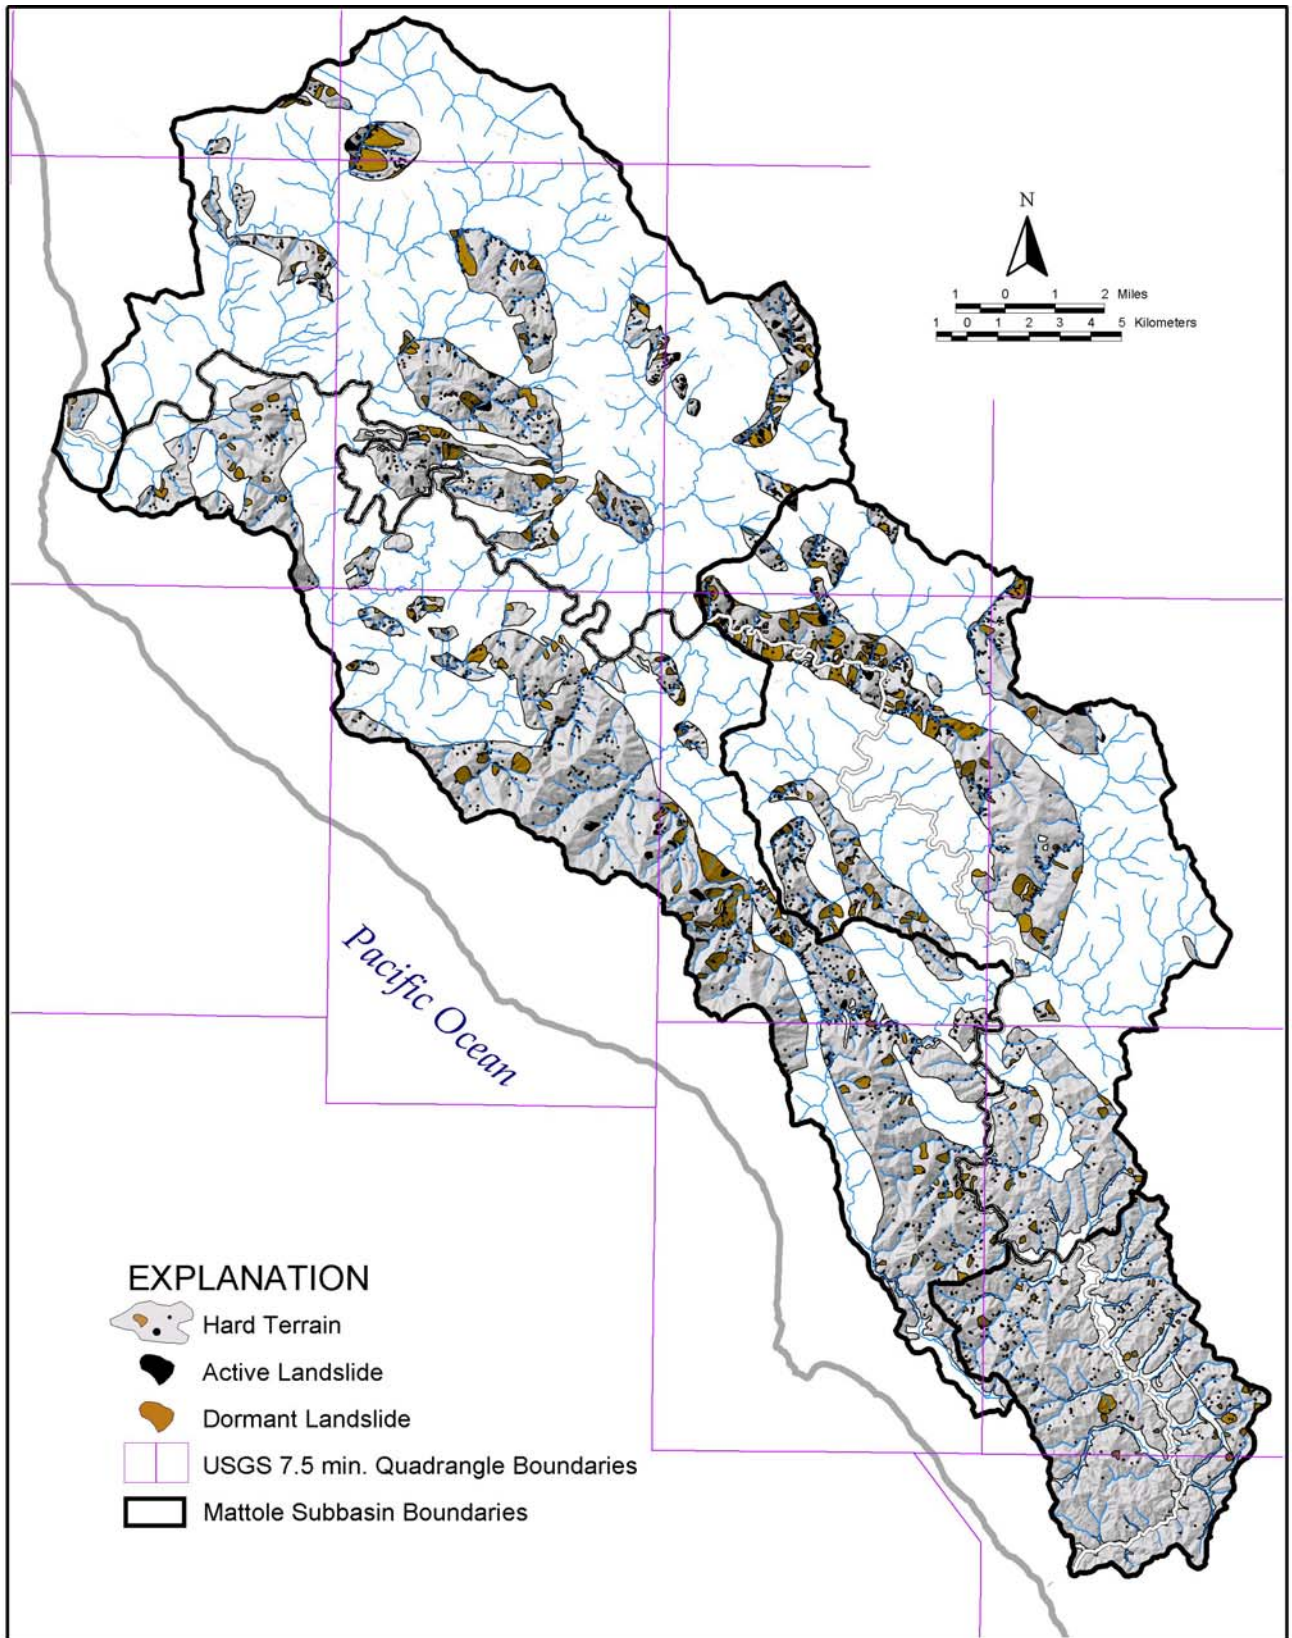 N
1 0 1 2 Miles
1 0 1 2 3 4 5 Kilometers
Pacific Ocean
EXPLANATION
Hard Terrain
Active Landslide
Dormant Landslide
USGS 7.5 min. Quadrangle Boundaries
Mattole Subbasin Boundaries